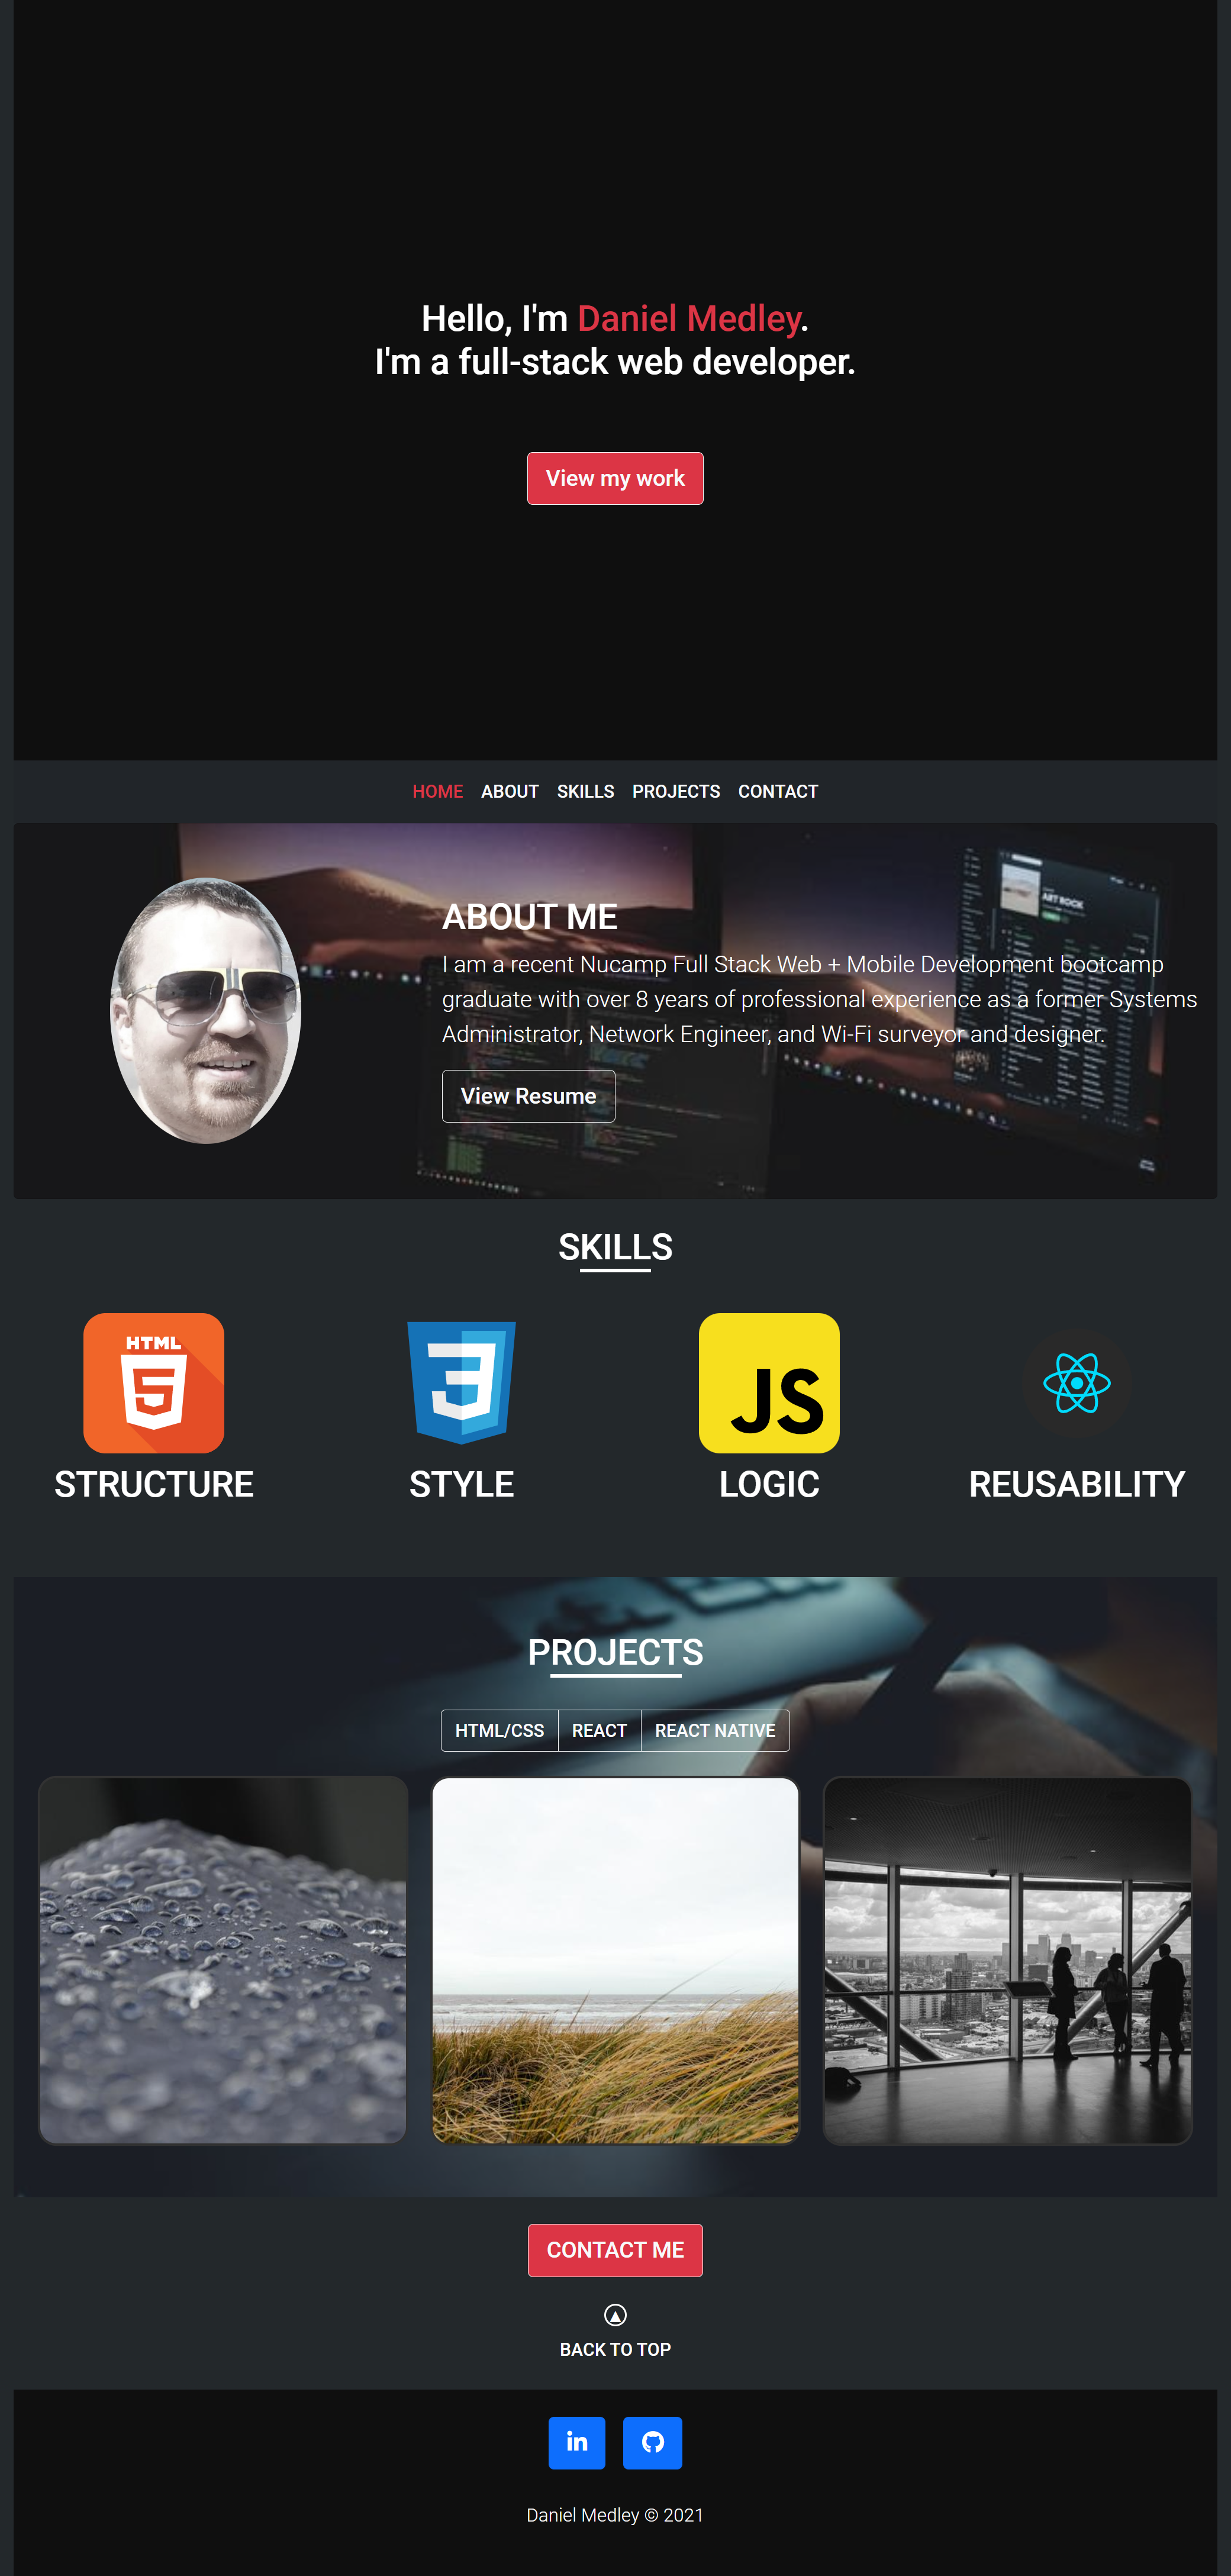 Hello, I'm Daniel Medley.
I'm a full-stack web developer.
View my work
HOME ABOUT SKILLS PROJECTS CONTACT
ABOUT ME
I am a recent Nucamp Full Stack Web + Mobile Development bootcamp
graduate with over 8 years of professional experience as a former Systems
Administrator, Network Engineer, and Wi-Fi surveyor and designer.
View Resume
ART ROCK
SKILLS
HTML
5
3
JS
STRUCTURE STYLE LOGIC REUSABILITY
PROJECTS
HTML/CSS REACT REACT NATIVE
CONTACT ME
BACK TO TOP
in
Daniel Medley © 2021